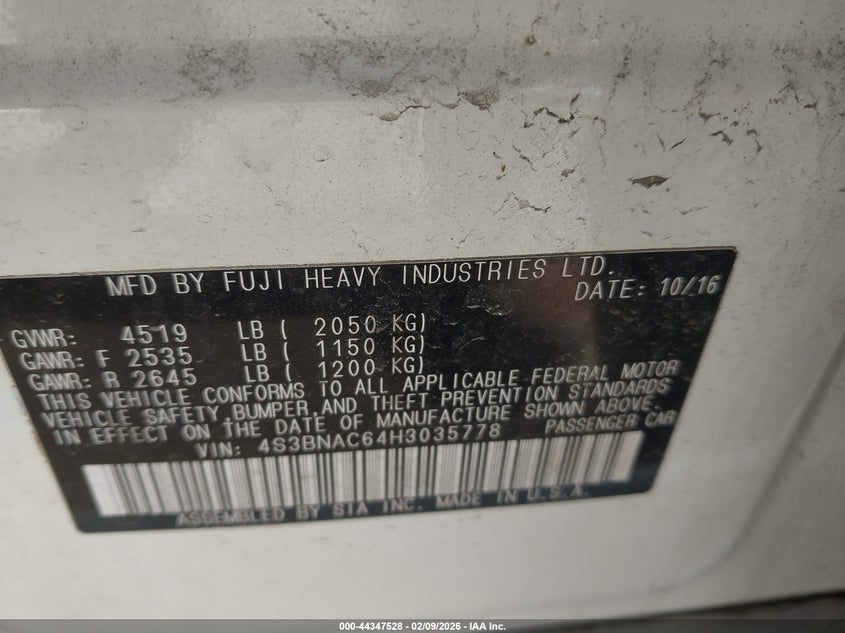 MFD BY FUJI HEAVY INDUSTRIES LTD.
DATE: 10/16
GVWR: 4519 LB ( 2050 KG)
GAWR: F 2535 LB ( 1150 KG)
GAWR: R 2645 LB ( 1200 KG)
THIS VEHICLE CONFORMS TO ALL APPLICABLE FEDERAL MOTOR
VEHICLE SAFETY, BUMPER, AND THEFT PREVENTION STANDARDS
IN EFFECT ON THE DATE OF MANUFACTURE SHOWN ABOVE.
VIN: 4S3BNAC64H3035778 PASSENGER CAR
ASSEMBLED BY SIA INC. MADE IN U.S.A.
000-44347528 - 02/09/2026 - IAA Inc.